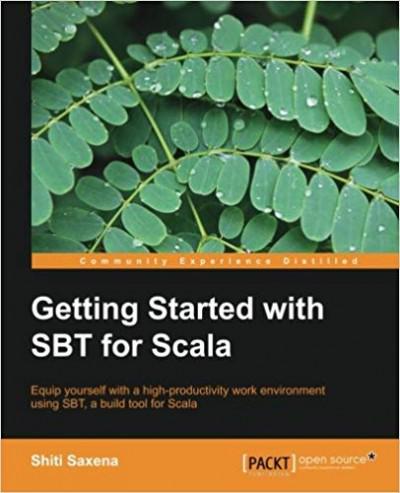 Community Experience Distilled
Getting Started with
SBT for Scala
Equip yourself with a high-productivity work environment
using SBT, a build tool for Scala
Shiti Saxena
[PACKT] open source*
PUBLISHING